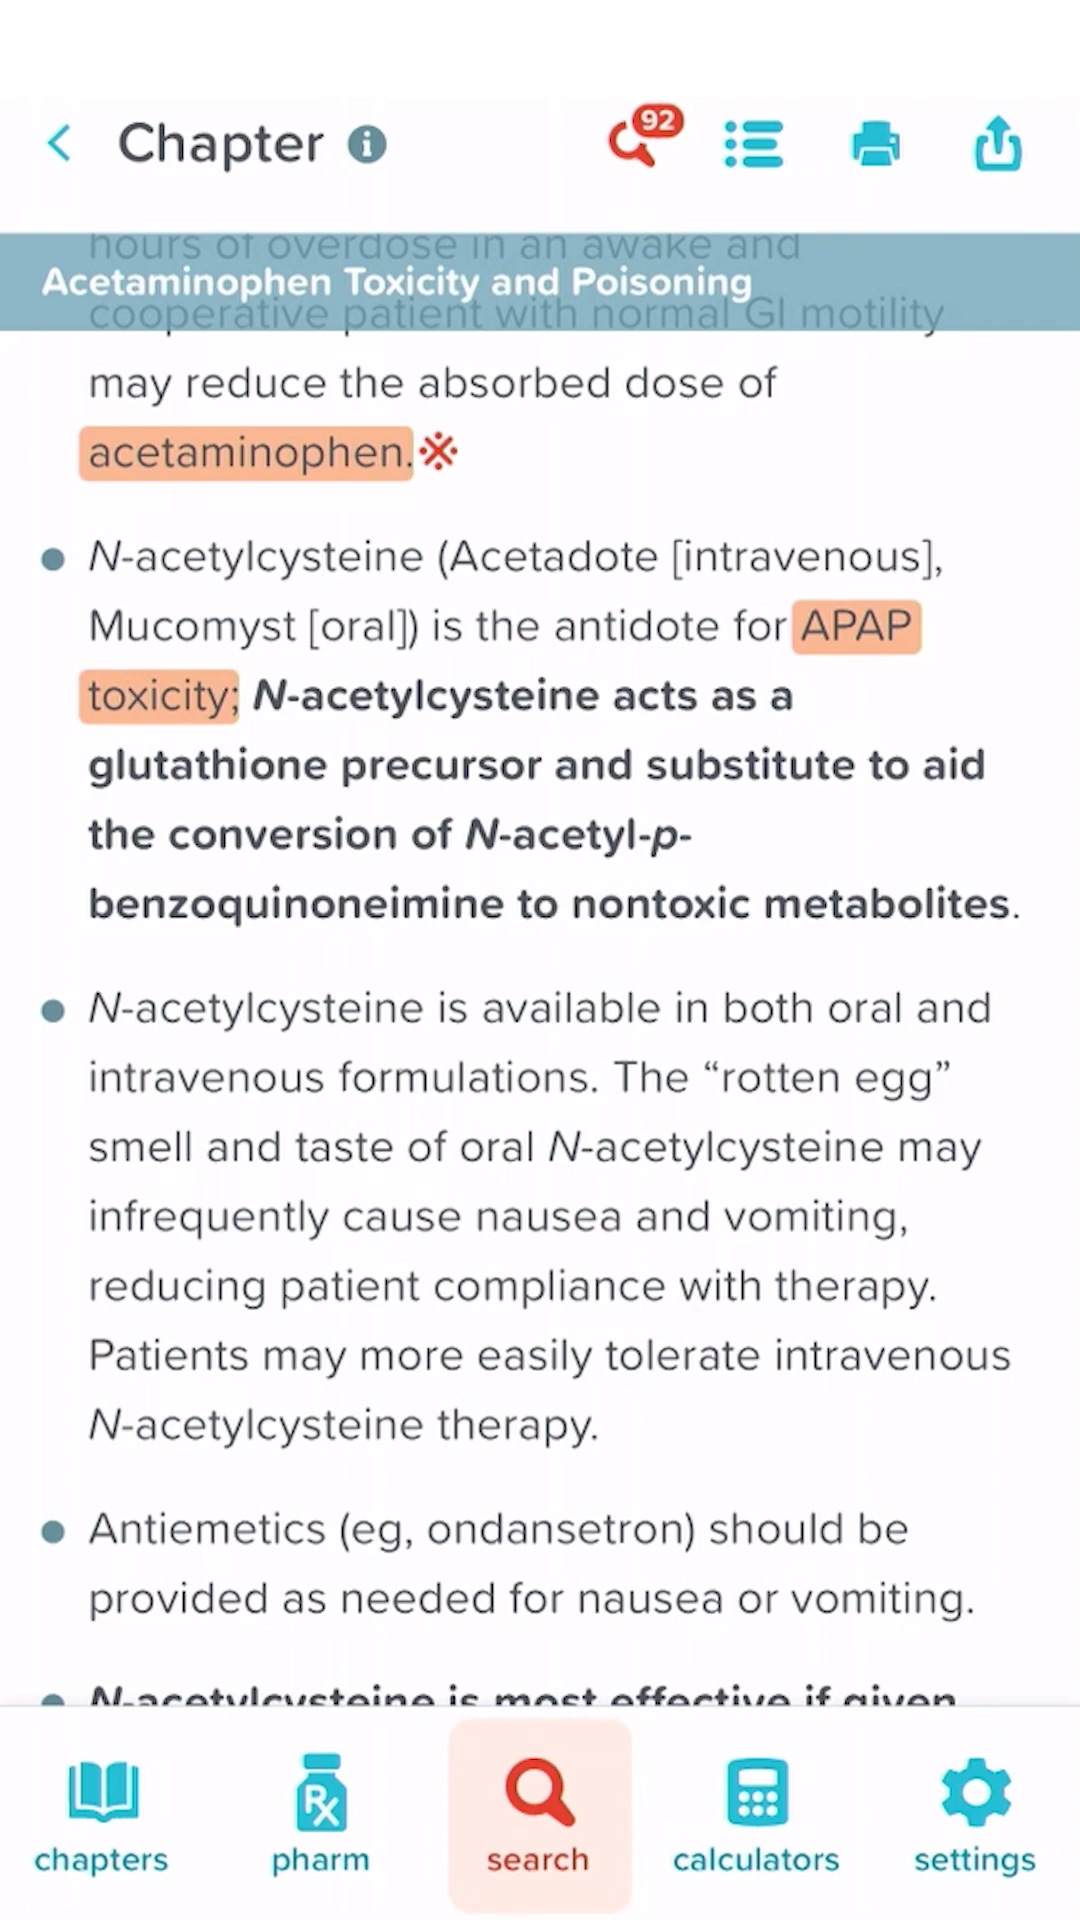 Chapter
92
hours of overdose in an awake and
Acetaminophen Toxicity and Poisoning
cooperative patient with normal GI motility
may reduce the absorbed dose of
acetaminophen.※
• N-acetylcysteine (Acetadote [intravenous],
Mucomyst [oral]) is the antidote for APAP
toxicity; N-acetylcysteine acts as a
glutathione precursor and substitute to aid
the conversion of N-acetyl-p-
benzoquinoneimine to nontoxic metabolites.
• N-acetylcysteine is available in both oral and
intravenous formulations. The “rotten egg”
smell and taste of oral N-acetylcysteine may
infrequently cause nausea and vomiting,
reducing patient compliance with therapy.
Patients may more easily tolerate intravenous
N-acetylcysteine therapy.
• Antiemetics (eg, ondansetron) should be
provided as needed for nausea or vomiting.
• N-acetylcysteine is most effective if given
chapters
Rx
pharm
search
calculators
settings